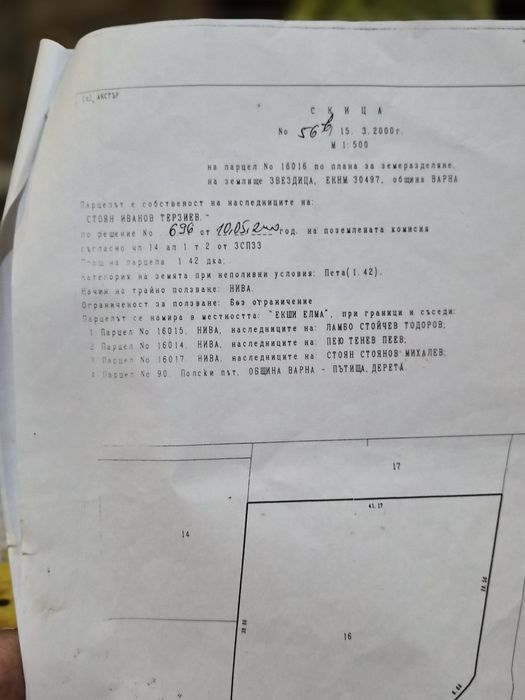 (c), АКСТЪР
С К И Ц А
No 15. 3.2000г.
М 1:500
на парцел No 16016 по плана за земеразделяне,
на землище ЗВЕЗДИЦА, ЕКНМ 30497, община ВАРНА
Парцелът е собственост на наследниците на:
СТОЯН ИВАНОВ ТЕРЗИЕВ,
по решение No 696 от 10.05.2000 год. на поземлената комисия
съгласно чл 14 ал 1 т 2 от ЗСПЗЗ
Площ на парцела 1 42 дка;
Категория на земята при неполивни условия: Пета(1.42).
Начин на трайно ползване: НИВА.
Ограниченост за ползване: Без ограничение
Парцелът се намира в местността: "ЕКШИ ЕЛМА", при граници и съседи:
1 Парцел No 16015. НИВА, наследниците на: ЛАМБО СТОЙЧЕВ ТОДОРОВ;
2 Парцел No 16014. НИВА, наследниците на: ПЕЮ ТЕНЕВ ПЕЕВ;
3 Парцел No 16017. НИВА, наследниците на: СТОЯН СТОЯНОВ МИХАЛЕВ;
4 Парцел No 90. Полски път. ОБЩИНА ВАРНА - ПЪТИЩА, ДЕРЕТА.
17
41.17
14
16